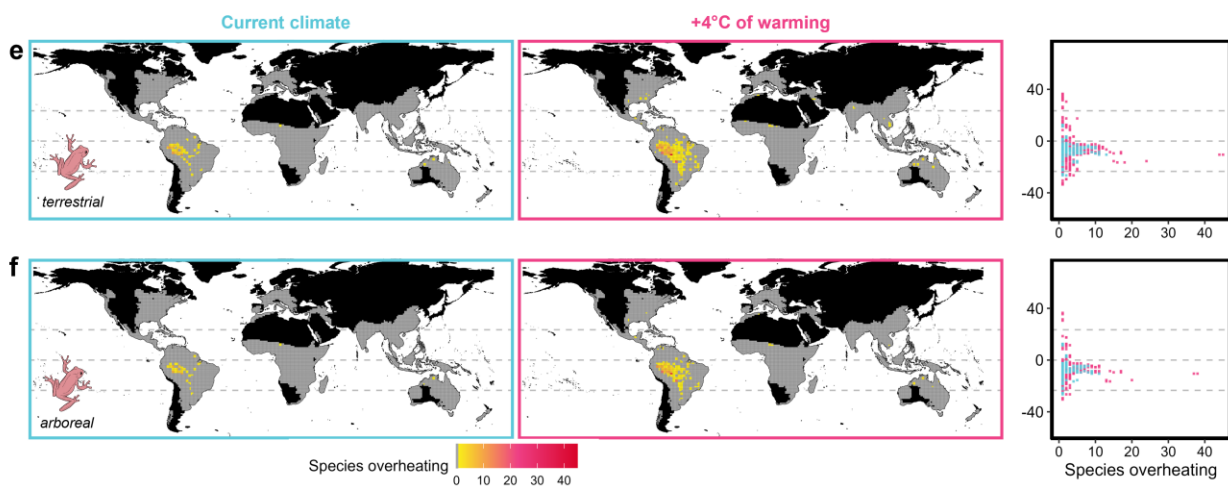 Current climate
+4°C of warming
e
terrestrial
40
0
-40
0 10 20 30 40
f
arboreal
40
0
-40
0 10 20 30 40
Species overheating
Species overheating
0 10 20 30 40